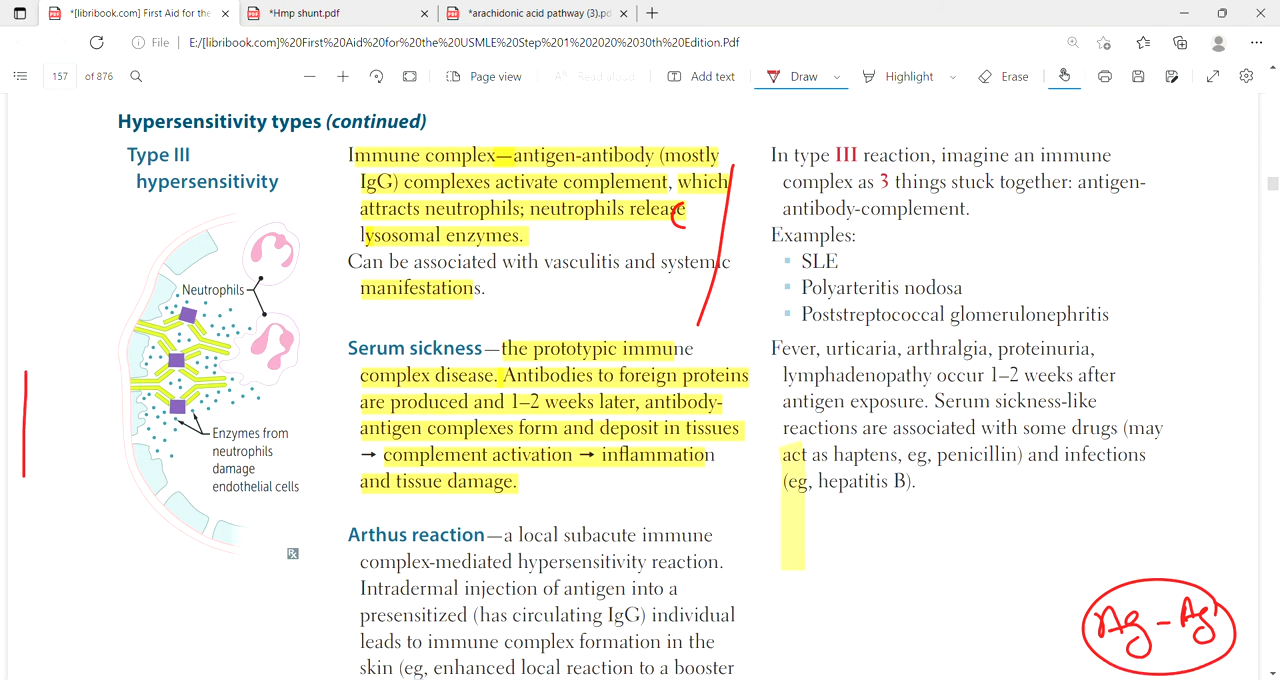 *[libribook.com] First Aid for the
*Hmp shunt.pdf
*arachidonic acid pathway (3).pd
File
E:/[libribook.com]%20First%20Aid%20for%20the%20USMLE%20Step%201%202020%2030th%20Edition.Pdf
157 of 876
Page view
Read aloud
Add text
Draw
Highlight
Erase
Hypersensitivity types (continued)
Type III
hypersensitivity
Neutrophils
Enzymes from
neutrophils
damage
endothelial cells
Rx
Immune complex—antigen-antibody (mostly
IgG) complexes activate complement, which
attracts neutrophils; neutrophils release
lysosomal enzymes.
Can be associated with vasculitis and systemic
manifestations.
Serum sickness—the prototypic immune
complex disease. Antibodies to foreign proteins
are produced and 1–2 weeks later, antibody-
antigen complexes form and deposit in tissues
→ complement activation → inflammation
and tissue damage.
Arthus reaction—a local subacute immune
complex-mediated hypersensitivity reaction.
Intradermal injection of antigen into a
presensitized (has circulating IgG) individual
leads to immune complex formation in the
skin (eg, enhanced local reaction to a booster
In type III reaction, imagine an immune
complex as 3 things stuck together: antigen-
antibody-complement.
Examples:
▪ SLE
▪ Polyarteritis nodosa
▪ Poststreptococcal glomerulonephritis
Fever, urticaria, arthralgia, proteinuria,
lymphadenopathy occur 1–2 weeks after
antigen exposure. Serum sickness-like
reactions are associated with some drugs (may
act as haptens, eg, penicillin) and infections
(eg, hepatitis B).
Ag - Ag